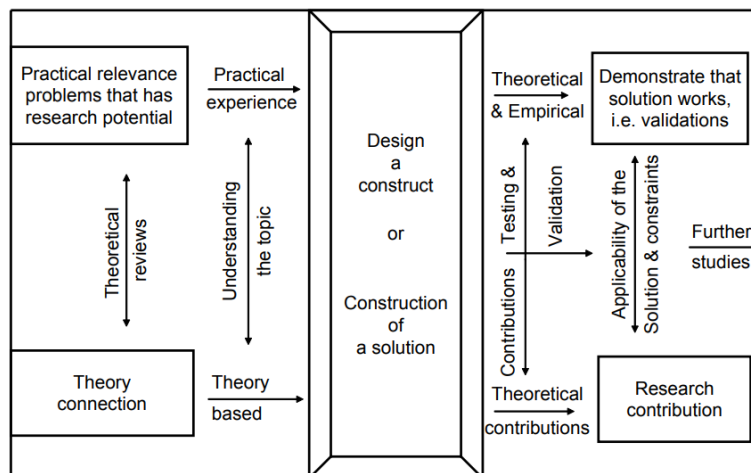 Practical relevance
problems that has
research potential
Practical
experience
Theoretical
reviews
Understanding
the topic
Theory
connection
Theory
based
Design
a
construct
or
Construction
of
a solution
Theoretical
& Empirical
Testing &
Validation
Contributions
Theoretical
contributions
Demonstrate that
solution works,
i.e. validations
Applicability of the
Solution & constraints
Further
studies
Research
contribution